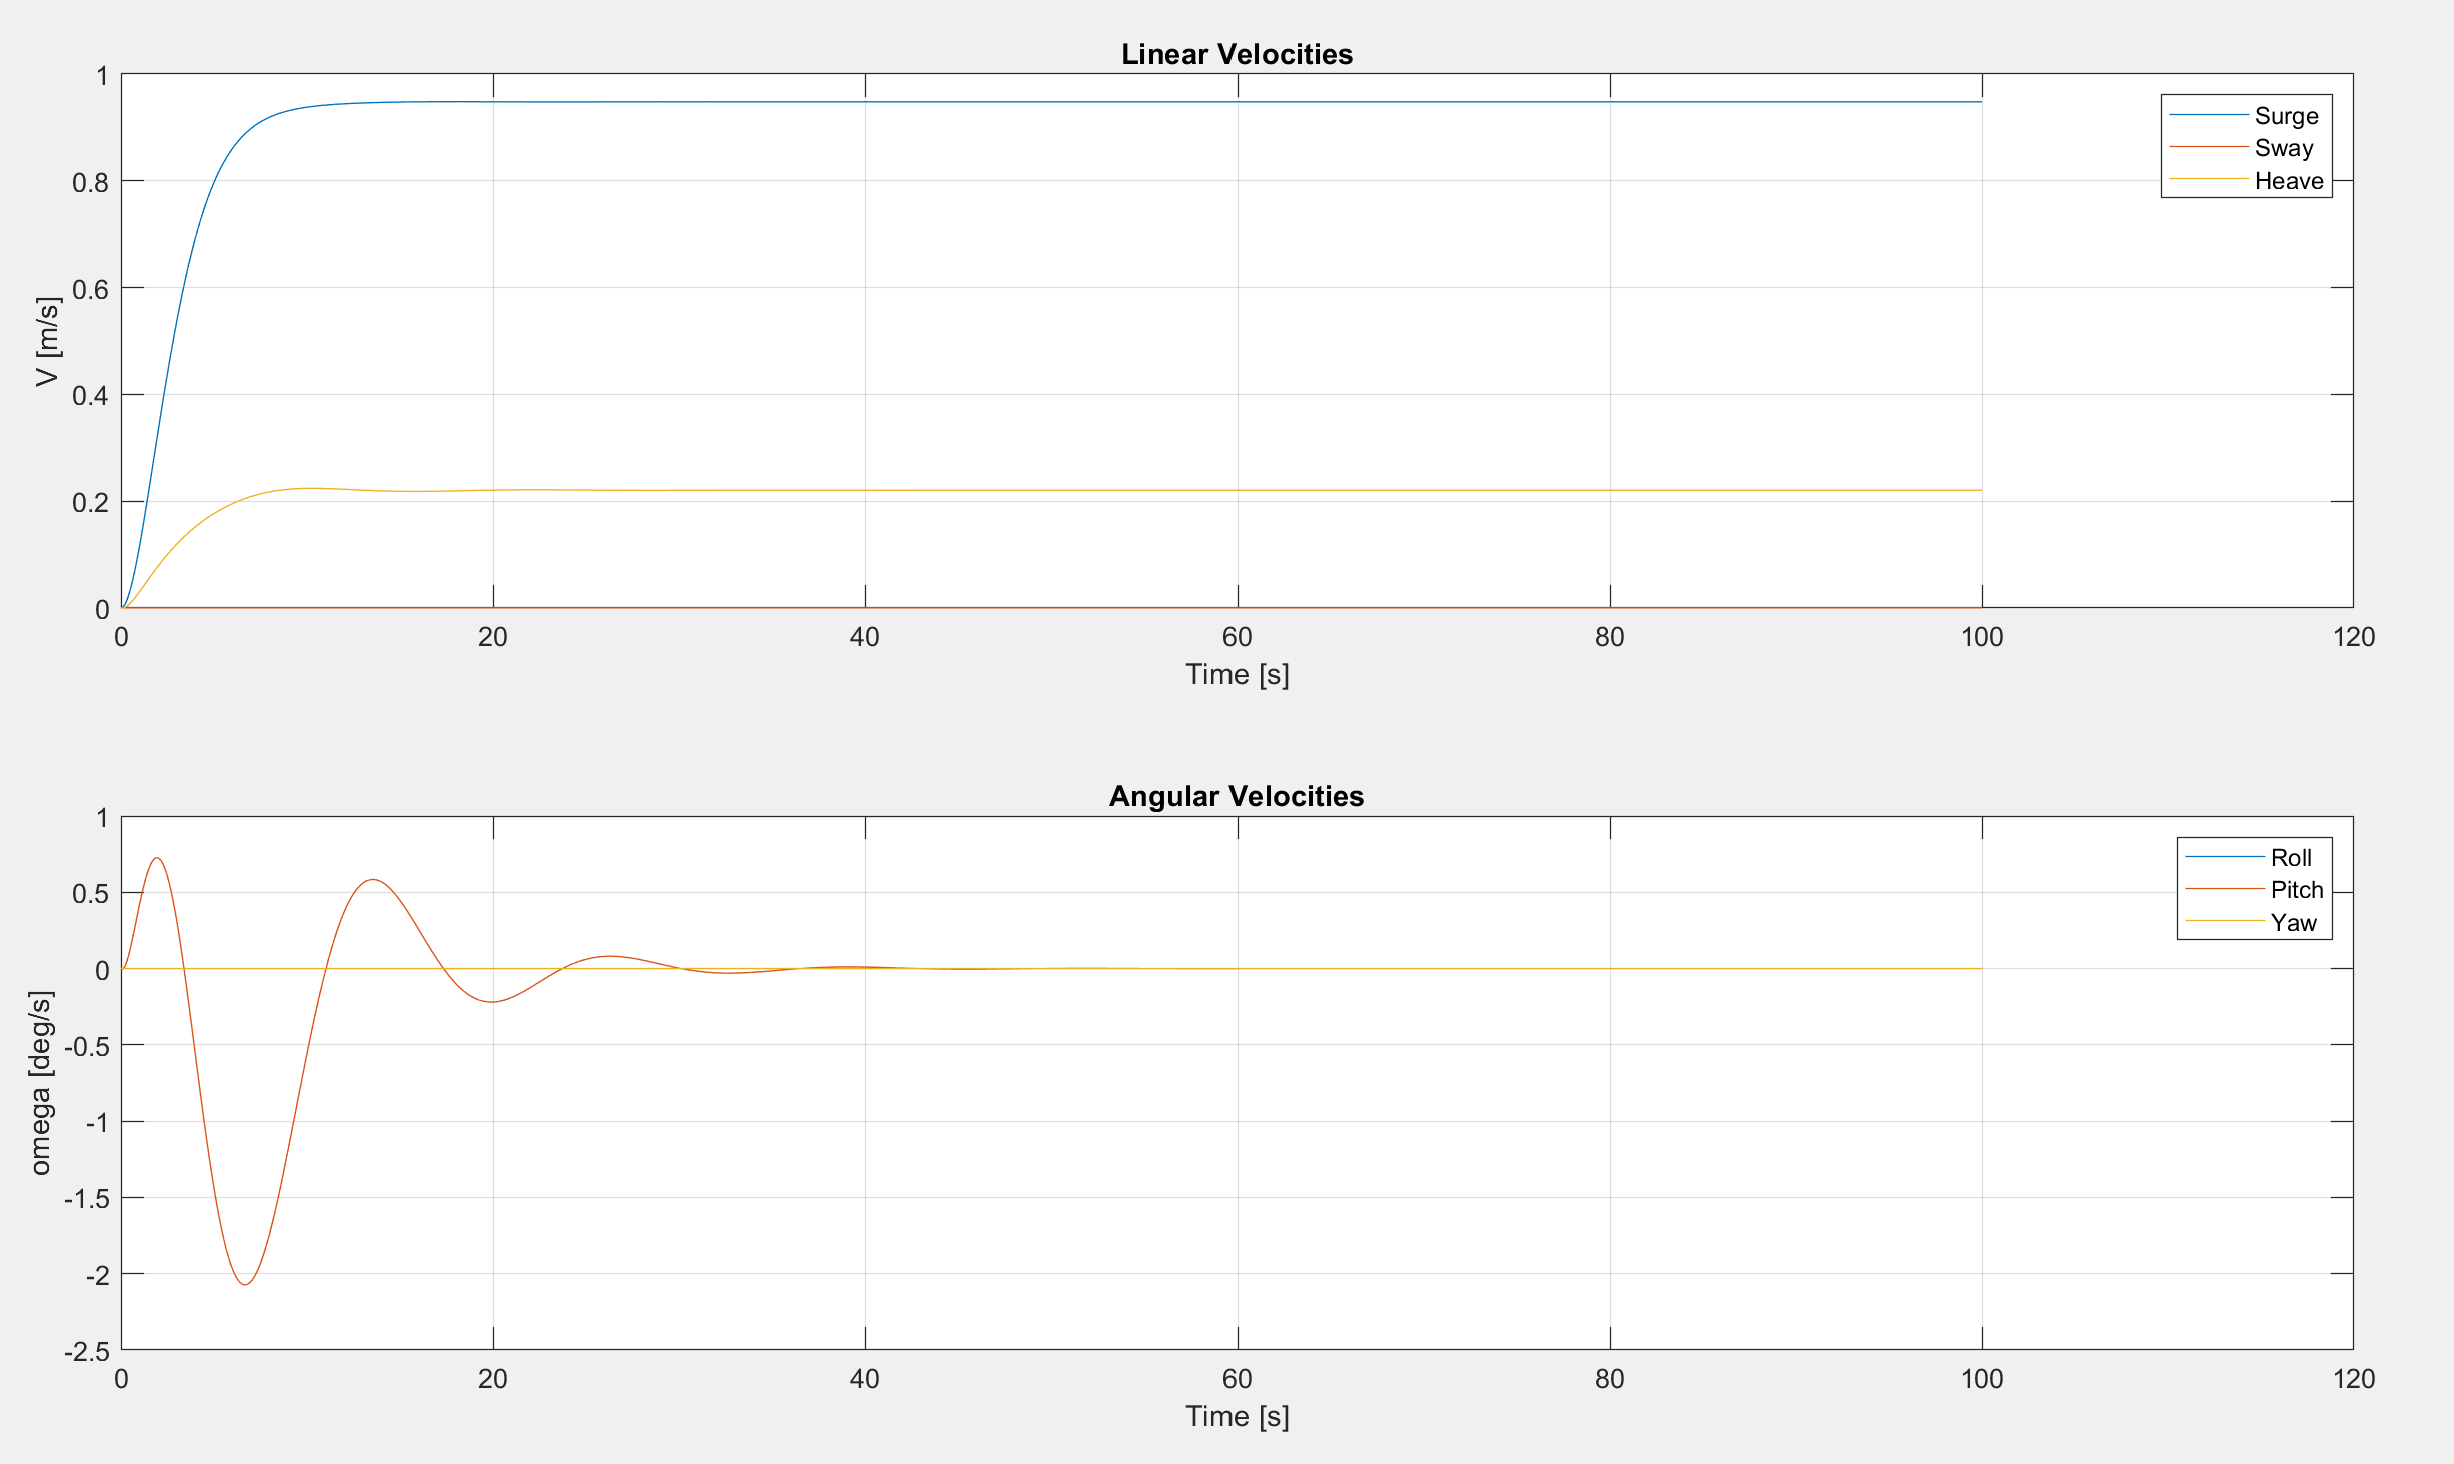 Linear Velocities
1
0.8
0.6
0.4
0.2
0
V [m/s]
Surge
Sway
Heave
0 20 40 60 80 100 120
Time [s]
Angular Velocities
1
0.5
0
-0.5
-1
-1.5
-2
-2.5
omega [deg/s]
Roll
Pitch
Yaw
0 20 40 60 80 100 120
Time [s]